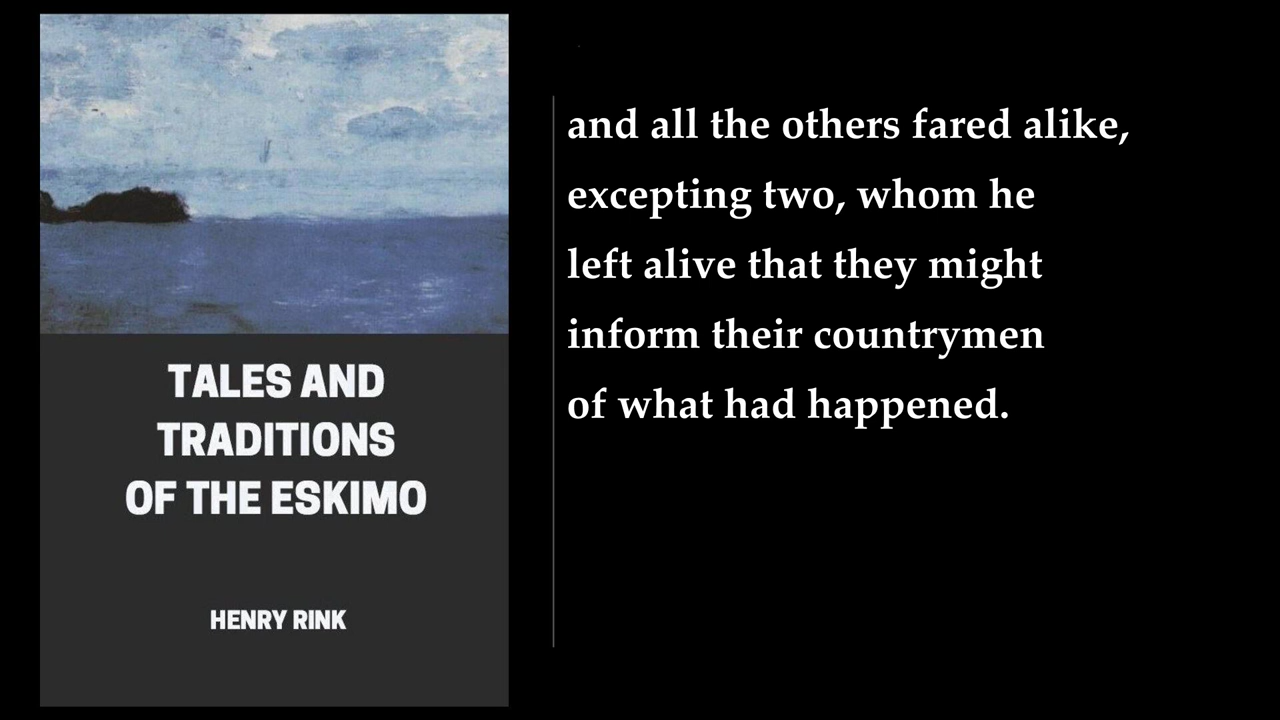 TALES AND
TRADITIONS
OF THE ESKIMO
HENRY RINK
and all the others fared alike,
excepting two, whom he
left alive that they might
inform their countrymen
of what had happened.